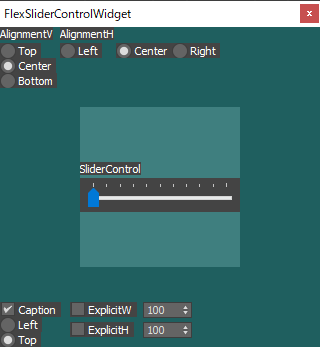 FlexSliderControlWidget x
AlignmentV AlignmentH
Top Left Center Right
Center
Bottom
SliderControl
Caption ExplicitW 100
Left
ExplicitH 100
Top